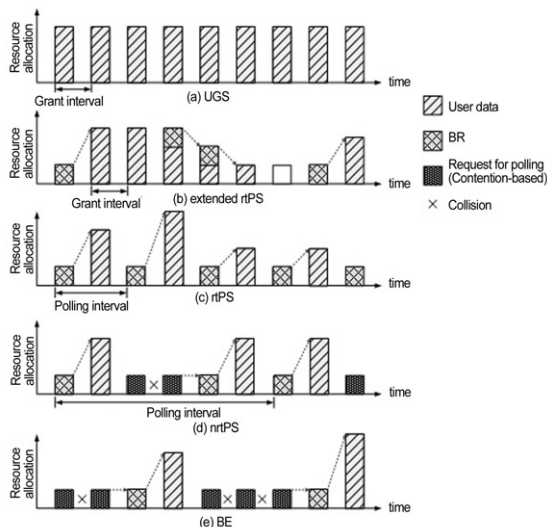 Resource
allocation
time
Grant interval
(a) UGS
User data
BR
Request for polling
(Contention-based)
Collision
Resource
allocation
time
Grant interval
(b) extended rtPS
Resource
allocation
time
Polling interval
(c) rtPS
Resource
allocation
time
Polling interval
(d) nrtPS
Resource
allocation
time
(e) BE